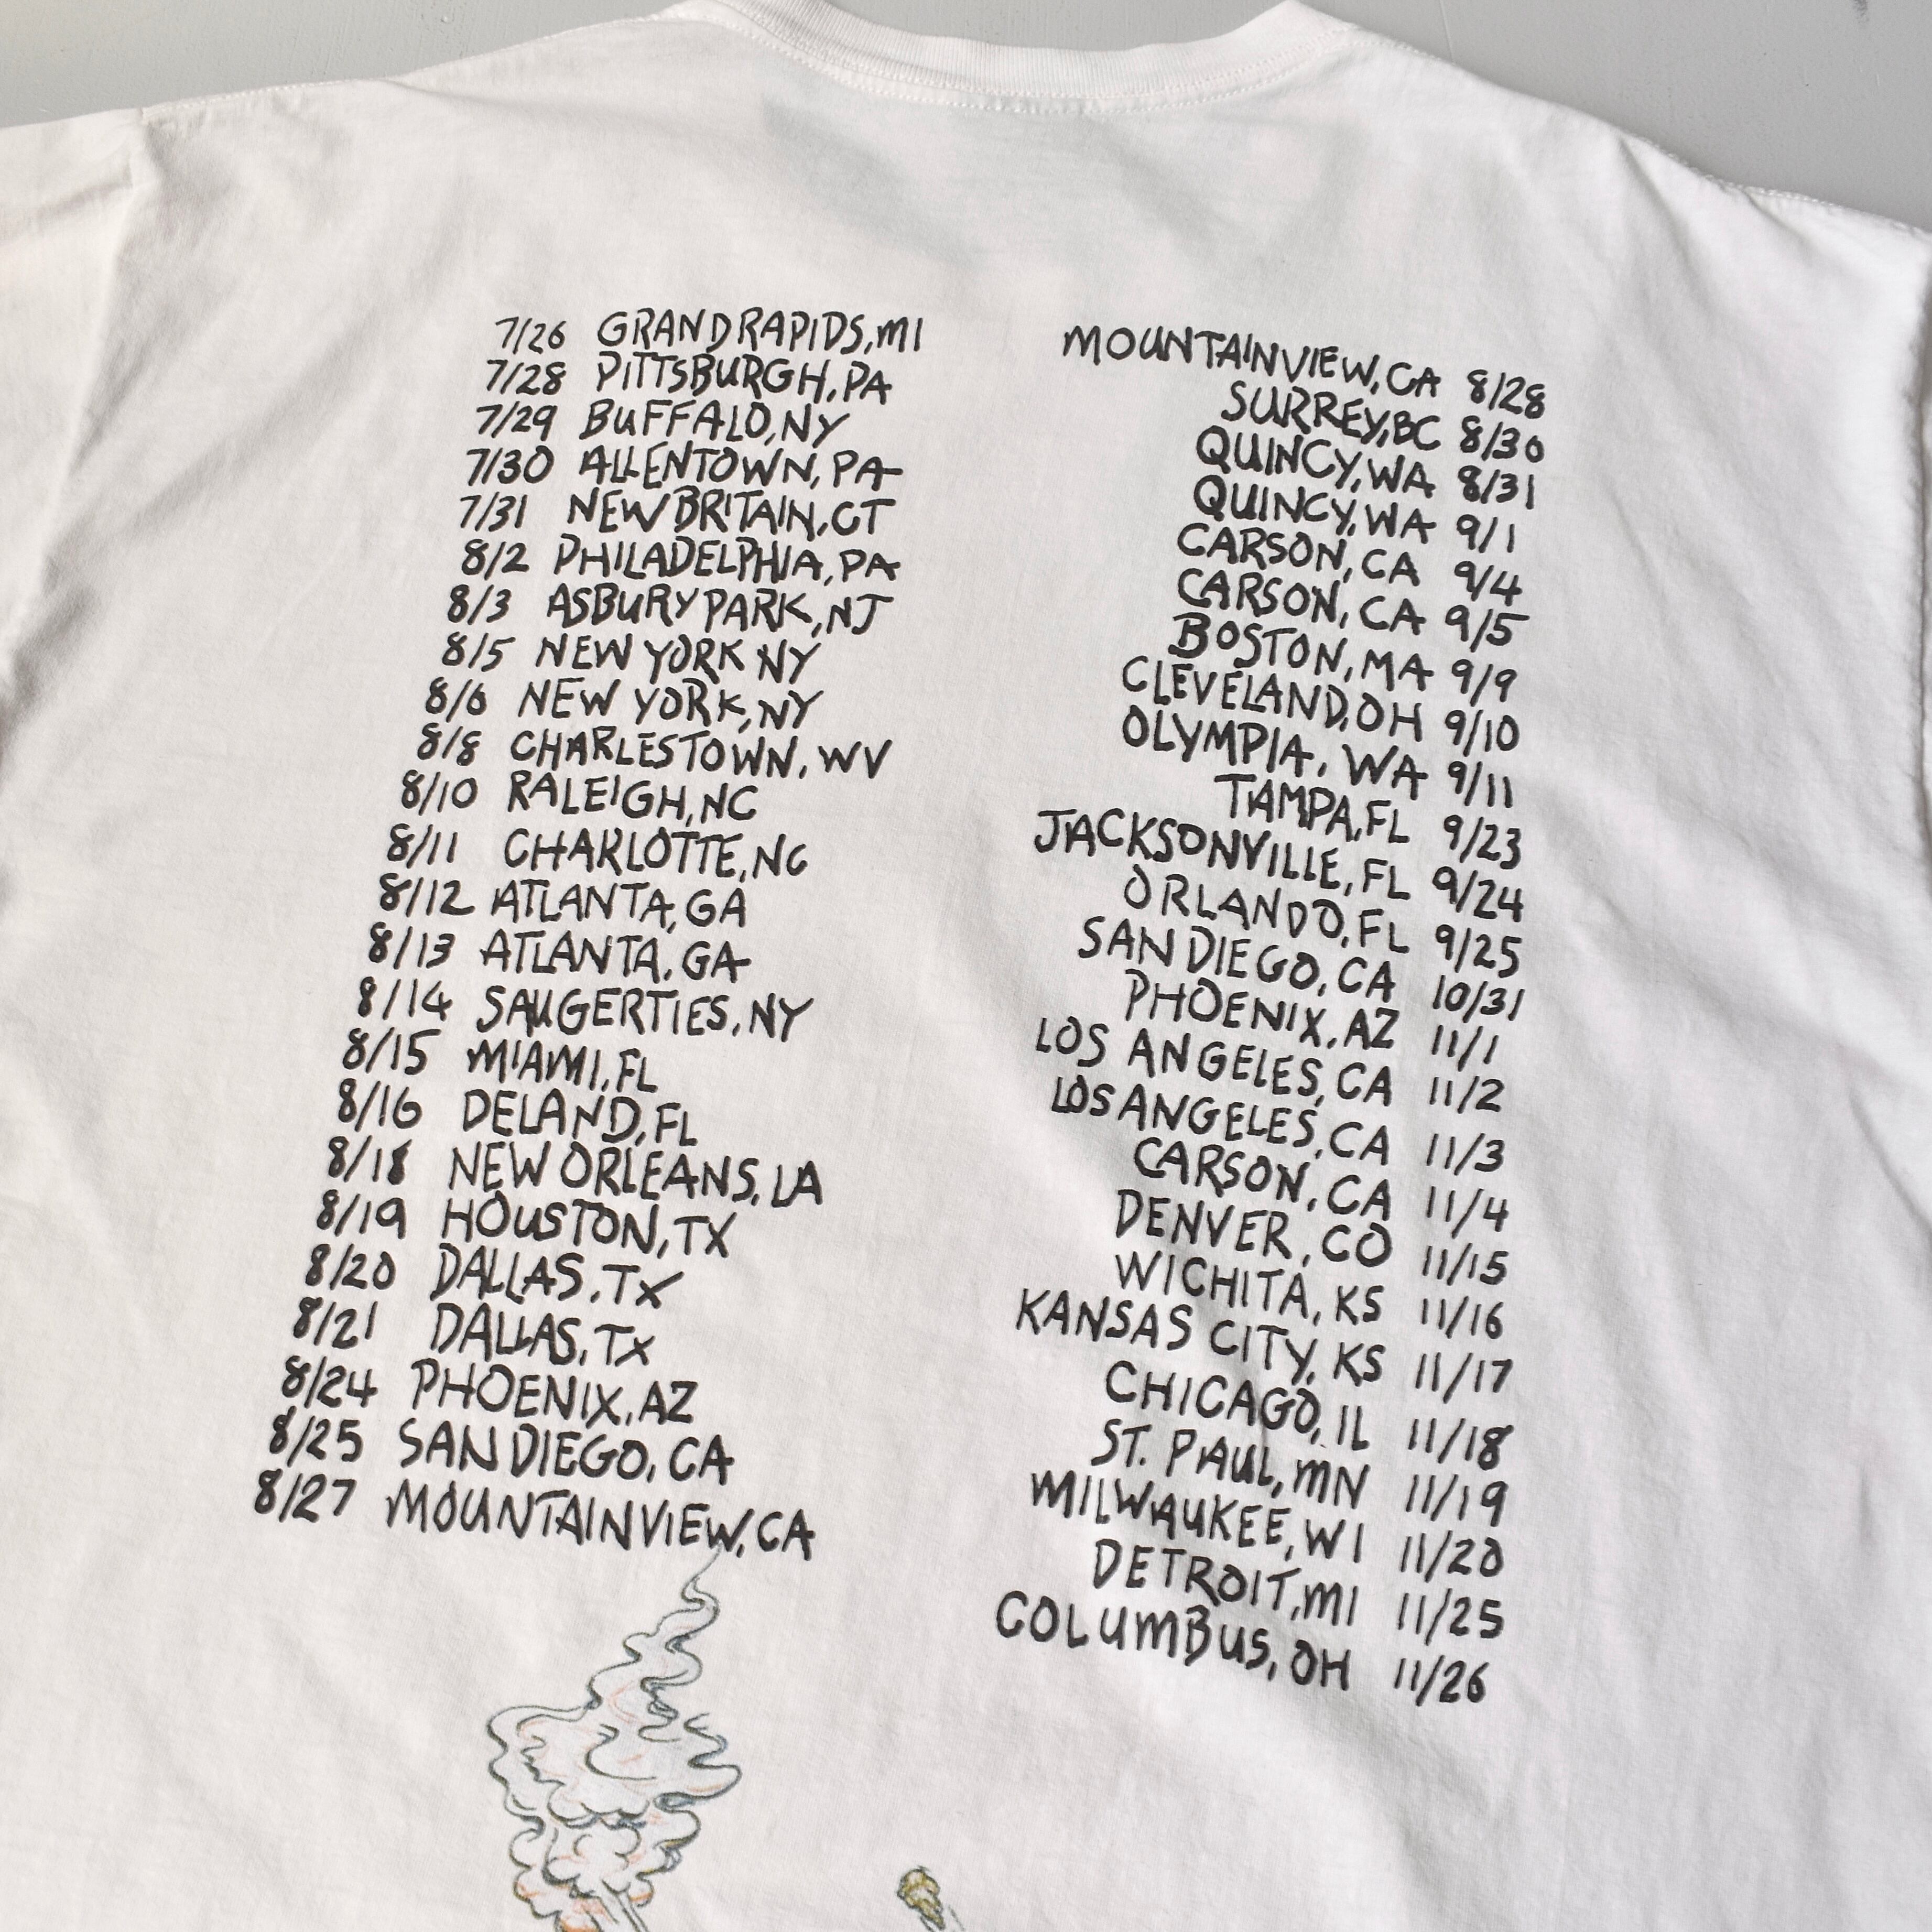 7/26 GRAND RAPIDS, MI
7/28 PITTSBURGH, PA
7/29 BUFFALO, NY
7/30 ALLENTOWN, PA
7/31 NEW BRITAIN, CT
8/2 PHILADELPHIA, PA
8/3 ASBURY PARK, NJ
8/5 NEW YORK NY
8/6 NEW YORK, NY
8/8 CHARLESTOWN, WV
8/10 RALEIGH, NC
8/11 CHARLOTTE, NC
8/12 ATLANTA, GA
8/13 ATLANTA, GA
8/14 SAUGERTIES, NY
8/15 MIAMI, FL
8/16 DELAND, FL
8/18 NEW ORLEANS, LA
8/19 HOUSTON, TX
8/20 DALLAS, TX
8/21 DALLAS, TX
8/24 PHOENIX, AZ
8/25 SAN DIEGO, CA
8/27 MOUNTAINVIEW, CA
MOUNTAINVIEW, CA 8/28
SURREY, BC 8/30
QUINCY, WA 8/31
QUINCY, WA 9/1
CARSON, CA 9/4
CARSON, CA 9/5
BOSTON, MA 9/9
CLEVELAND, OH 9/10
OLYMPIA, WA 9/11
TAMPA, FL 9/23
JACKSONVILLE, FL 9/24
ORLANDO, FL 9/25
SAN DIEGO, CA 10/31
PHOENIX, AZ 11/1
LOS ANGELES, CA 11/2
LOS ANGELES, CA 11/3
CARSON, CA 11/4
DENVER, CO 11/15
WICHITA, KS 11/16
KANSAS CITY, KS 11/17
CHICAGO, IL 11/18
ST. PAUL, MN 11/19
MILWAUKEE, WI 11/20
DETROIT, MI 11/25
COLUMBUS, OH 11/26